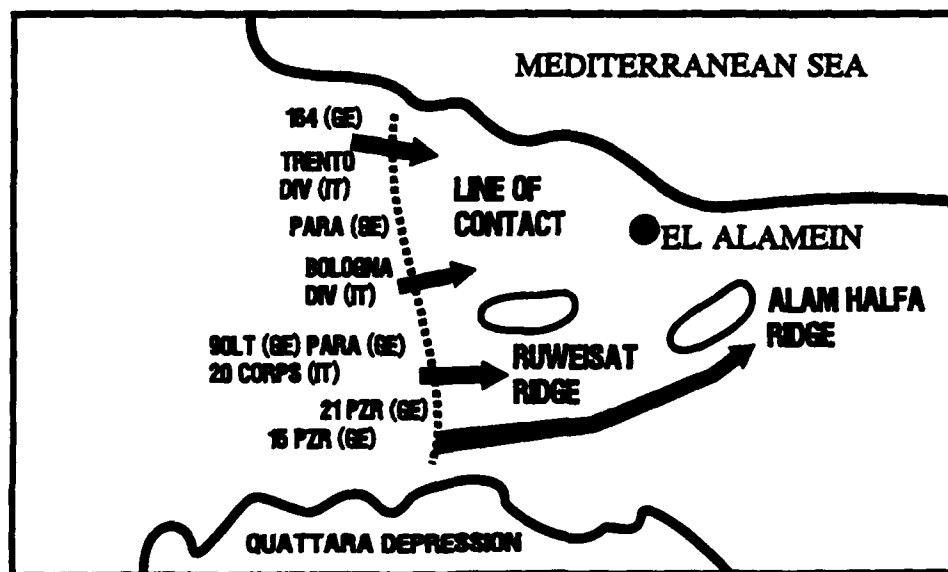 MEDITERRANEAN SEA
164 (GE)
TRENTO
DIV (IT)
LINE OF
CONTACT
PARA (GE)
EL ALAMEIN
BOLOGNA
DIV (IT)
ALAM HALFA
RIDGE
90LT (GE) PARA (GE)
20 CORPS (IT)
RUWEISAT
RIDGE
21 PZR (GE)
15 PZR (GE)
QUATTARA DEPRESSION